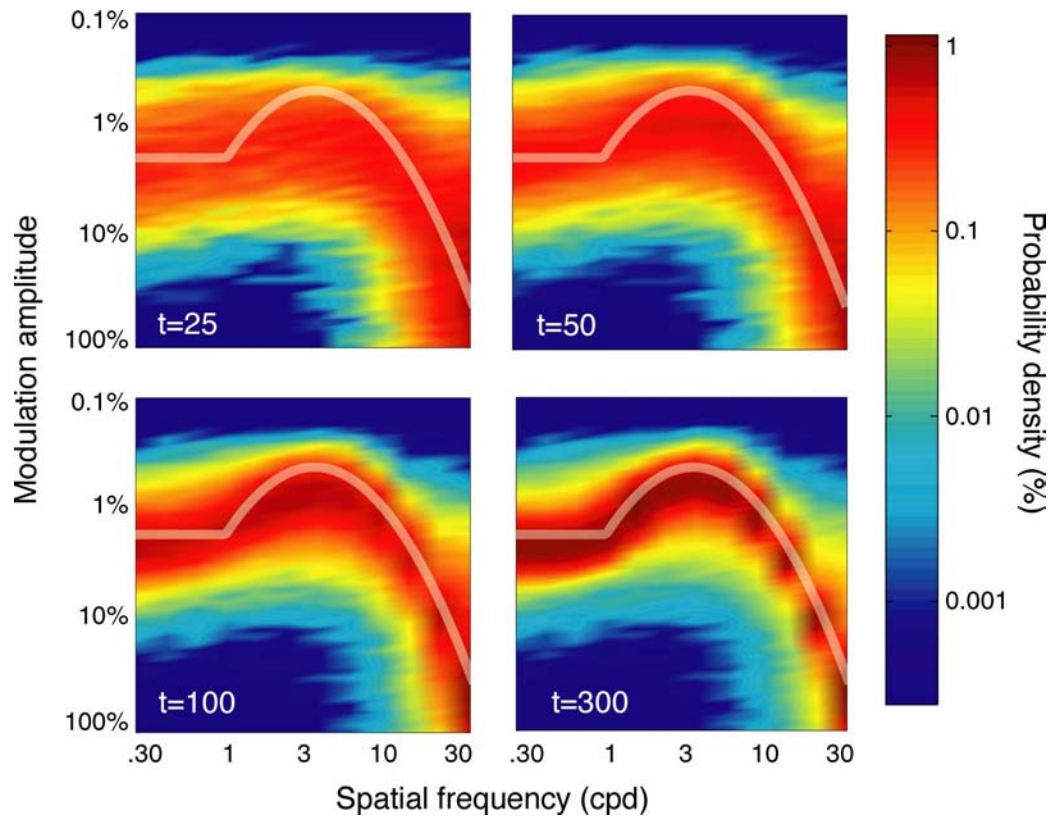 0.1%
1%
10%
100%
t=25
t=50
1
0.1
0.01
0.001
Probability density (%)
Modulation amplitude
0.1%
1%
10%
100%
t=100
t=300
.30 1 3 10 30
.30 1 3 10 30
Spatial frequency (cpd)